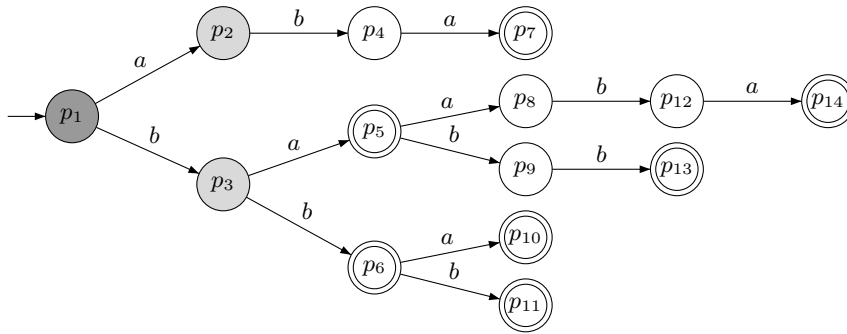 b a
p2 p4 p7
a
a b a
p1 p5 p8 p12 p14
b a b b
p3 p9 p13
b a
p6 p10
b
p11